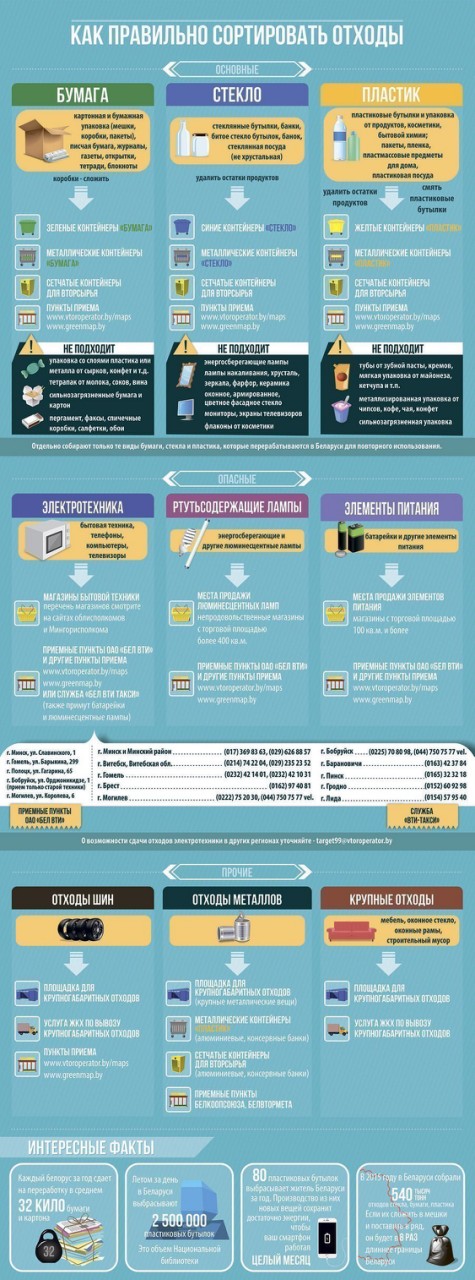 КАК ПРАВИЛЬНО СОРТИРОВАТЬ ОТХОДЫ
ОСНОВНЫЕ
БУМАГА
картонная и бумажная
упаковка (мешки,
коробки, пакеты),
писчая бумага, журналы,
газеты, открытки,
тетради, блокноты
коробки - сложить
ЗЕЛЕНЫЕ КОНТЕЙНЕРЫ «БУМАГА»
МЕТАЛЛИЧЕСКИЕ КОНТЕЙНЕРЫ
«БУМАГА»
СЕТЧАТЫЕ КОНТЕЙНЕРЫ
ДЛЯ ВТОРСЫРЬЯ
ПУНКТЫ ПРИЕМА
www.vtoroperator.by/maps
www.greenmap.by
НЕ ПОДХОДИТ
упаковка со слоями пластика или
металла от сырков, конфет и т.д.
тетрапак от молока, соков, вина
сильнозагрязненные бумага и
картон
пергамент, факсы, спичечные
коробки, салфетки, обои
СТЕКЛО
стеклянные бутылки, банки,
битое стекло бутылок, банок,
стеклянная посуда
(не хрустальная)
удалить остатки продуктов
СИНИЕ КОНТЕЙНЕРЫ «СТЕКЛО»
МЕТАЛЛИЧЕСКИЕ КОНТЕЙНЕРЫ
«СТЕКЛО»
СЕТЧАТЫЕ КОНТЕЙНЕРЫ
ДЛЯ ВТОРСЫРЬЯ
ПУНКТЫ ПРИЕМА
www.vtoroperator.by/maps
www.greenmap.by
НЕ ПОДХОДИТ
энергосберегающие лампы
лампы накаливания, хрусталь,
зеркала, фарфор, керамика
оконное, армированное,
цветное фасадное стекло
мониторы, экраны телевизоров
флаконы от косметики
ПЛАСТИК
пластиковые бутылки и упаковка
от продуктов, косметики,
бытовой химии;
пакеты, пленка,
пластмассовые предметы
для дома,
пластиковая посуда
удалить остатки
продуктов
смять
пластиковые
бутылки
ЖЕЛТЫЕ КОНТЕЙНЕРЫ «ПЛАСТИК»
МЕТАЛЛИЧЕСКИЕ КОНТЕЙНЕРЫ
«ПЛАСТИК»
СЕТЧАТЫЕ КОНТЕЙНЕРЫ
ДЛЯ ВТОРСЫРЬЯ
ПУНКТЫ ПРИЕМА
www.vtoroperator.by/maps
www.greenmap.by
НЕ ПОДХОДИТ
тубы от зубной пасты, кремов,
мягкая упаковка от майонеза,
кетчупа и т.п.
металлизированная упаковка от
чипсов, кофе, чая, конфет
сильнозагрязненная упаковка
Отдельно собирают только те виды бумаги, стекла и пластика, которые перерабатываются в Беларуси для повторного использования.
ОПАСНЫЕ
ЭЛЕКТРОТЕХНИКА
бытовая техника,
телефоны,
компьютеры,
телевизоры
МАГАЗИНЫ БЫТОВОЙ ТЕХНИКИ
перечень магазинов смотрите
на сайтах облисполкомов
и Мингорисполкома
ПРИЕМНЫЕ ПУНКТЫ ОАО «БЕЛ ВТИ»
И ДРУГИЕ ПУНКТЫ ПРИЕМА
www.vtoroperator.by/maps
www.greenmap.by
ИЛИ СЛУЖБА «БЕЛ ВТИ ТАКСИ»
(также примут батарейки
и люминесцентные лампы)
РТУТЬСОДЕРЖАЩИЕ ЛАМПЫ
энергосберегающие и
другие люминесцентные лампы
МЕСТА ПРОДАЖИ
ЛЮМИНЕСЦЕНТНЫХ ЛАМП
непродовольственные магазины
с торговой площадью
более 400 кв.м.
ПРИЕМНЫЕ ПУНКТЫ ОАО «БЕЛ ВТИ»
И ДРУГИЕ ПУНКТЫ ПРИЕМА
www.vtoroperator.by/maps
www.greenmap.by
ЭЛЕМЕНТЫ ПИТАНИЯ
батарейки и другие элементы
питания
МЕСТА ПРОДАЖИ ЭЛЕМЕНТОВ
ПИТАНИЯ
магазины с торговой площадью
100 кв.м. и более
ПРИЕМНЫЕ ПУНКТЫ ОАО «БЕЛ ВТИ»
И ДРУГИЕ ПУНКТЫ ПРИЕМА
www.vtoroperator.by/maps
www.greenmap.by
г. Минск, ул. Славинского, 1
г. Гомель, ул. Барыкина, 299
г. Полоцк, ул. Гагарина, 65
г. Бобруйск, ул. Орджоникидзе, 1
(прием только старой техники)
г. Могилев, ул. Королева, 6
ПРИЕМНЫЕ ПУНКТЫ
ОАО «БЕЛ ВТИ»
г. Минск и Минский район (017) 369 83 63, (029) 626 88 57
г. Витебск, Витебская обл. (0214) 74 22 04, (029) 235 23 52
г. Гомель (0232) 42 14 01, (0232) 42 10 31
г. Брест (0162) 97 40 81
г. Могилев (0222) 75 20 30, (044) 750 75 77 vel.
г. Бобруйск (0225) 70 80 98, (044) 750 75 77 vel.
г. Барановичи (0163) 42 37 84
г. Пинск (0165) 32 32 18
г. Гродно (0152) 60 92 98
г. Лида (0154) 57 95 40
СЛУЖБА
«ВТИ-ТАКСИ»
О возможности сдачи отходов электротехники в других регионах уточняйте - target99@vtoroperator.by
ПРОЧИЕ
ОТХОДЫ ШИН
ПЛОЩАДКА ДЛЯ
КРУПНОГАБАРИТНЫХ ОТХОДОВ
УСЛУГА ЖКХ ПО ВЫВОЗУ
КРУПНОГАБАРИТНЫХ ОТХОДОВ
ПУНКТЫ ПРИЕМА
www.vtoroperator.by/maps
www.greenmap.by
ОТХОДЫ МЕТАЛЛОВ
ПЛОЩАДКА ДЛЯ
КРУПНОГАБАРИТНЫХ ОТХОДОВ
(крупные металлические вещи)
МЕТАЛЛИЧЕСКИЕ КОНТЕЙНЕРЫ
«ПЛАСТИК»
(алюминиевые, консервные банки)
СЕТЧАТЫЕ КОНТЕЙНЕРЫ
ДЛЯ ВТОРСЫРЬЯ
(алюминиевые, консервные банки)
ПРИЕМНЫЕ ПУНКТЫ
БЕЛКООПСОЮЗА, БЕЛВТОРМЕТА
КРУПНЫЕ ОТХОДЫ
мебель, оконное стекло,
оконные рамы,
строительный мусор
ПЛОЩАДКА ДЛЯ
КРУПНОГАБАРИТНЫХ ОТХОДОВ
УСЛУГА ЖКХ ПО ВЫВОЗУ
КРУПНОГАБАРИТНЫХ ОТХОДОВ
ИНТЕРЕСНЫЕ ФАКТЫ
Каждый белорус за год сдает
на переработку в среднем
32 КИЛО бумаги
и картона
32
Летом за день
в Беларуси
выбрасывают
2 500 000
пластиковых бутылок
Это объем Национальной
библиотеки
80 пластиковых бутылок
выбрасывает житель Беларуси
за год. Производство из них
новых вещей сохранит
достаточно энергии,
чтобы
ваш смартфон
работал
ЦЕЛЫЙ МЕСЯЦ
В 2015 году в Беларуси собрали
540 ТЫСЯЧ
ТОНН
отходов стекла, бумаги, пластика
Если их сложить в мешки
и поставить в ряд,
он будет в РАЗ
длиннее границы
Беларуси